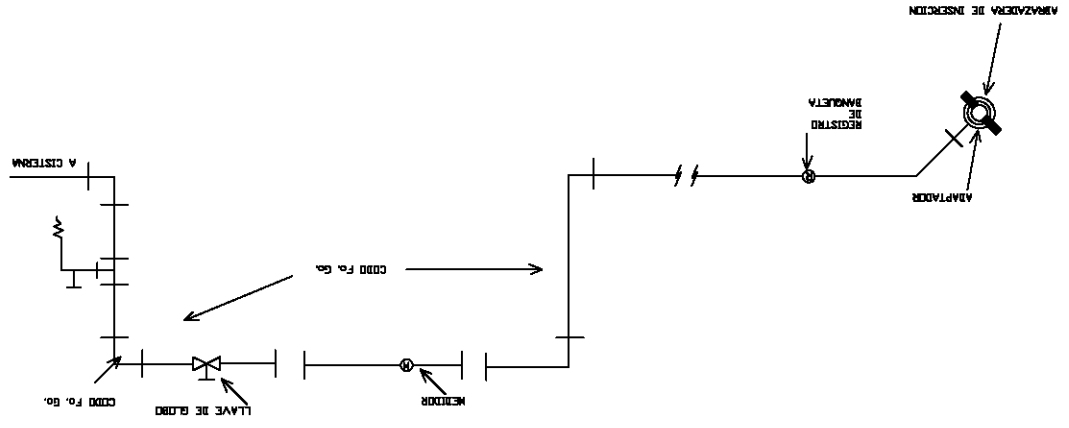 ABRAZADERA DE INSERCION
REGISTRO
DE
BANQUETA
A CISTERNA
ADAPTADOR
CODO Fo. Go.
MEDIDOR
CODO Fo. Go.
LLAVE DE GLOBO
R
M